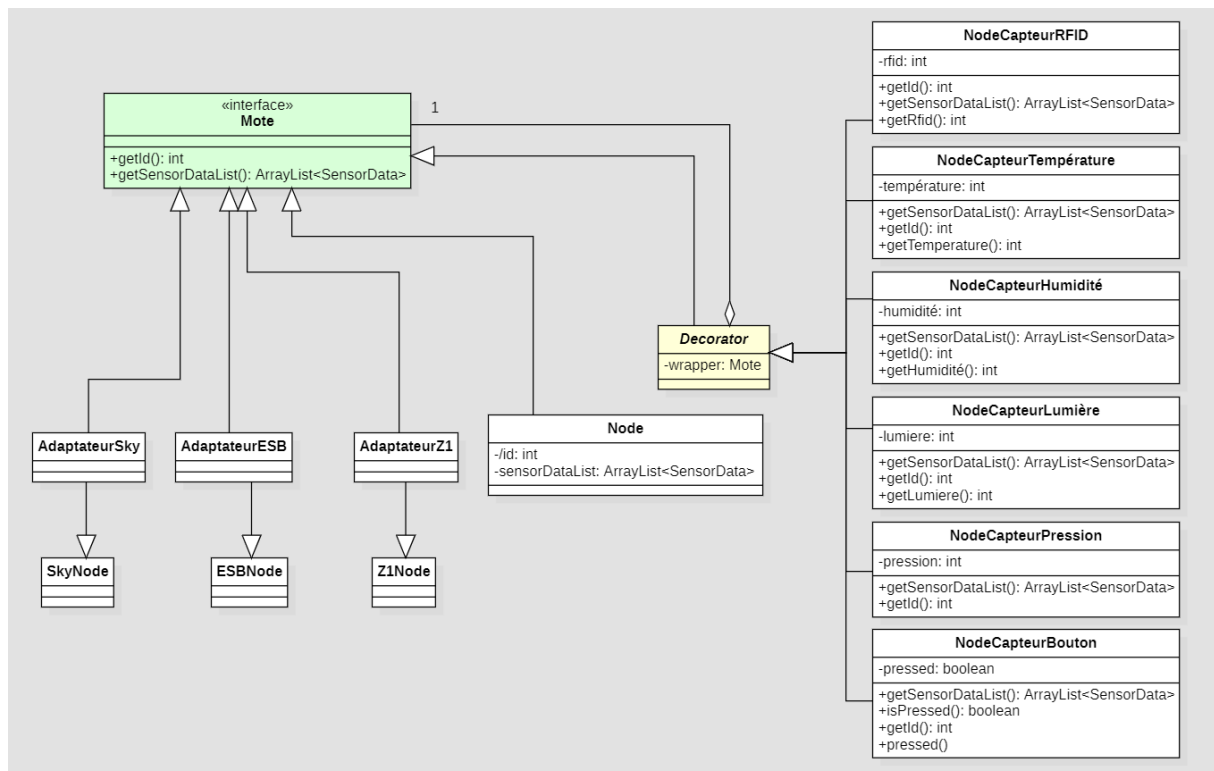 «interface»
Mote
+getId(): int
+getSensorDataList(): ArrayList<SensorData>
1
Decorator
-wrapper: Mote
Node
-/id: int
-sensorDataList: ArrayList<SensorData>
AdaptateurSky
AdaptateurESB
AdaptateurZ1
SkyNode
ESBNode
Z1Node
NodeCapteurRFID
-rfid: int
+getId(): int
+getSensorDataList(): ArrayList<SensorData>
+getRfid(): int
NodeCapteurTempérature
-température: int
+getSensorDataList(): ArrayList<SensorData>
+getId(): int
+getTemperature(): int
NodeCapteurHumidité
-humidité: int
+getSensorDataList(): ArrayList<SensorData>
+getId(): int
+getHumidité(): int
NodeCapteurLumière
-lumiere: int
+getSensorDataList(): ArrayList<SensorData>
+getId(): int
+getLumiere(): int
NodeCapteurPression
-pression: int
+getSensorDataList(): ArrayList<SensorData>
+getId(): int
NodeCapteurBouton
-pressed: boolean
+getSensorDataList(): ArrayList<SensorData>
+isPressed(): boolean
+getId(): int
+pressed()